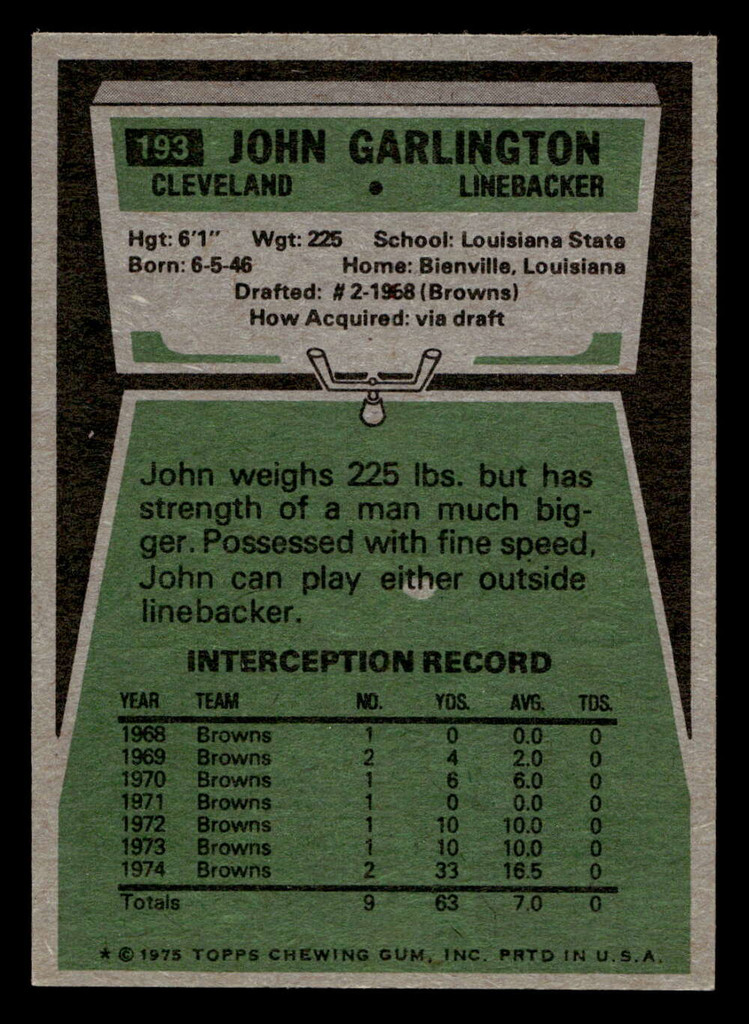 193 JOHN GARLINGTON
CLEVELAND • LINEBACKER
Hgt: 6'1" Wgt: 225 School: Louisiana State
Born: 6-5-46 Home: Bienville, Louisiana
Drafted: #2-1968 (Browns)
How Acquired: via draft
John weighs 225 lbs. but has
strength of a man much big-
ger. Possessed with fine speed,
John can play either outside
linebacker.
INTERCEPTION RECORD
YEAR TEAM NO. YDS. AVG. TDS.
1968 Browns 1 0 0.0 0
1969 Browns 2 4 2.0 0
1970 Browns 1 6 6.0 0
1971 Browns 1 0 0.0 0
1972 Browns 1 10 10.0 0
1973 Browns 1 10 10.0 0
1974 Browns 2 33 16.5 0
Totals 9 63 7.0 0
* © 1975 TOPPS CHEWING GUM, INC. PRTD IN U.S.A.